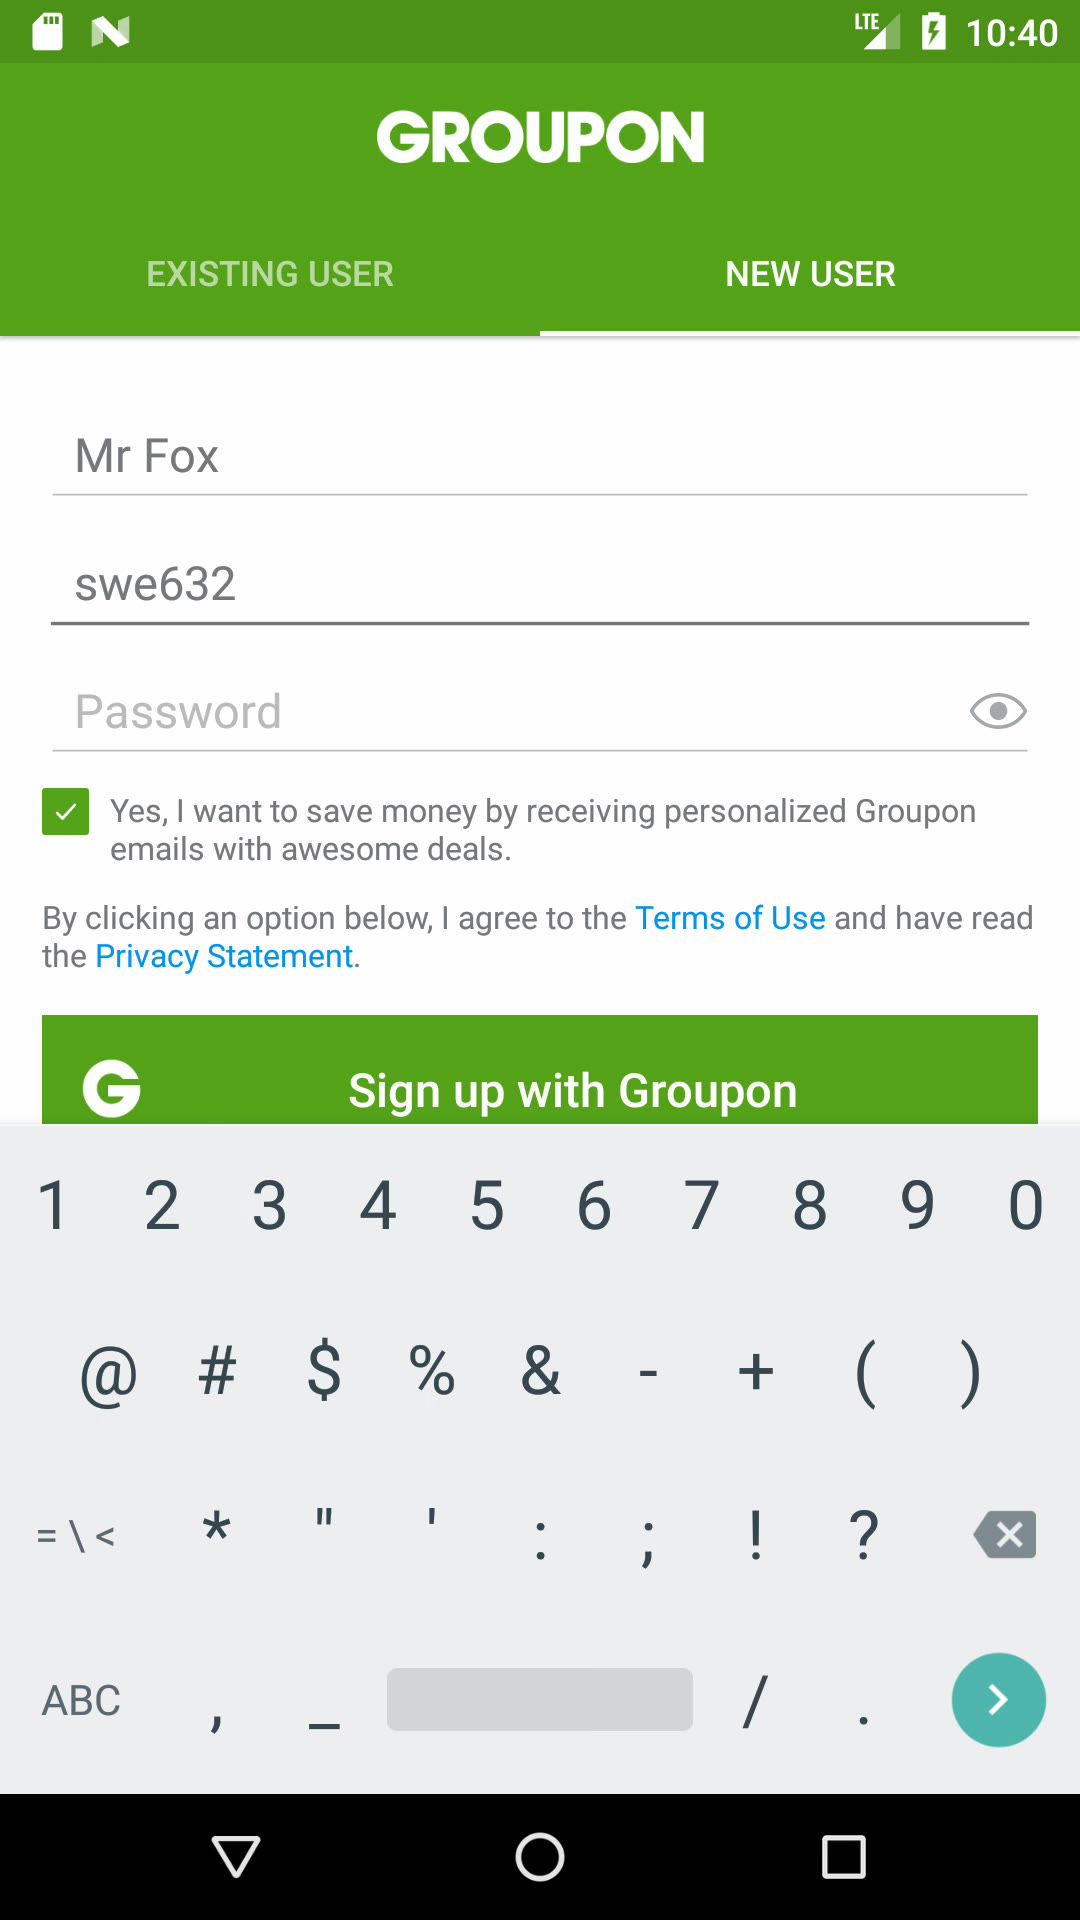 LTE 10:40
GROUPON
EXISTING USER NEW USER
Mr Fox
swe632
Password
Yes, I want to save money by receiving personalized Groupon
emails with awesome deals.
By clicking an option below, I agree to the Terms of Use and have read
the Privacy Statement.
G Sign up with Groupon
1 2 3 4 5 6 7 8 9 0
@ # $ % & - + ( )
= \ < * " ' : ; ! ?
ABC , _ / .